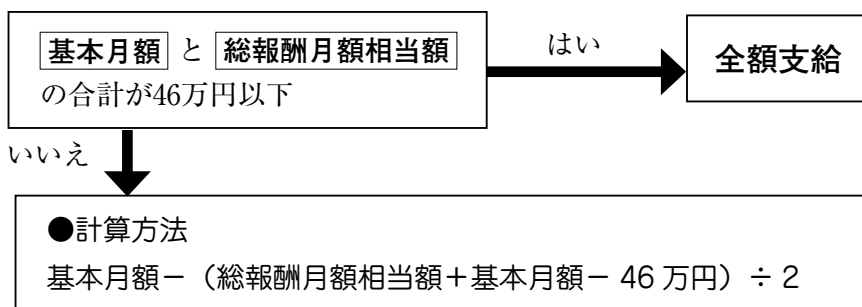 基本月額 と 総報酬月額相当額
の合計が46万円以下
はい
全額支給
いいえ
●計算方法
基本月額－（総報酬月額相当額＋基本月額－ 46 万円）÷ 2